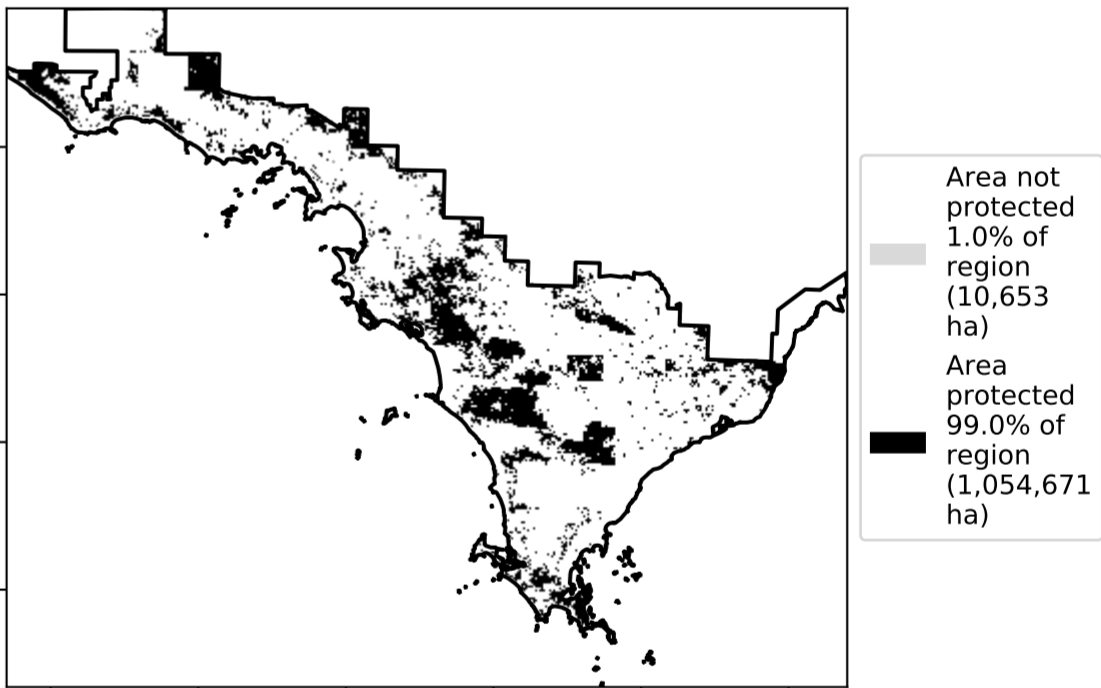 Area not
protected
1.0% of
region
(10,653
ha)
Area
protected
99.0% of
region
(1,054,671
ha)